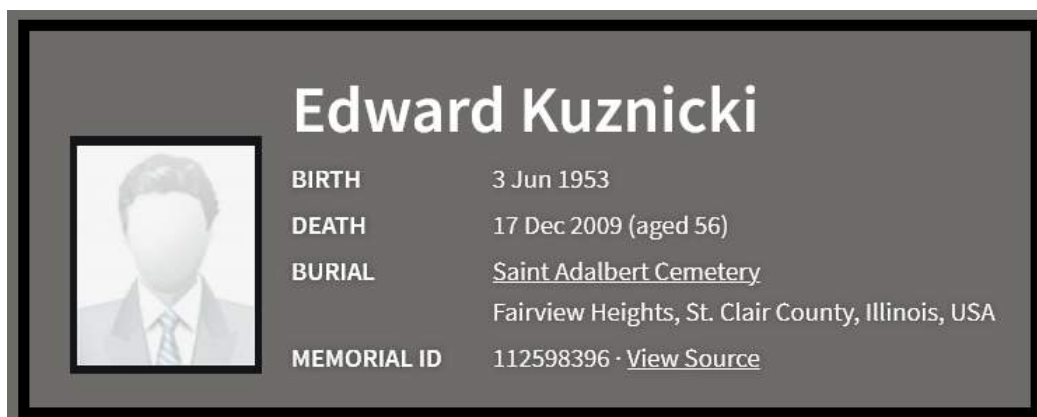 Edward Kuznicki
BIRTH 3 Jun 1953
DEATH 17 Dec 2009 (aged 56)
BURIAL Saint Adalbert Cemetery
Fairview Heights, St. Clair County, Illinois, USA
MEMORIAL ID 112598396 · View Source